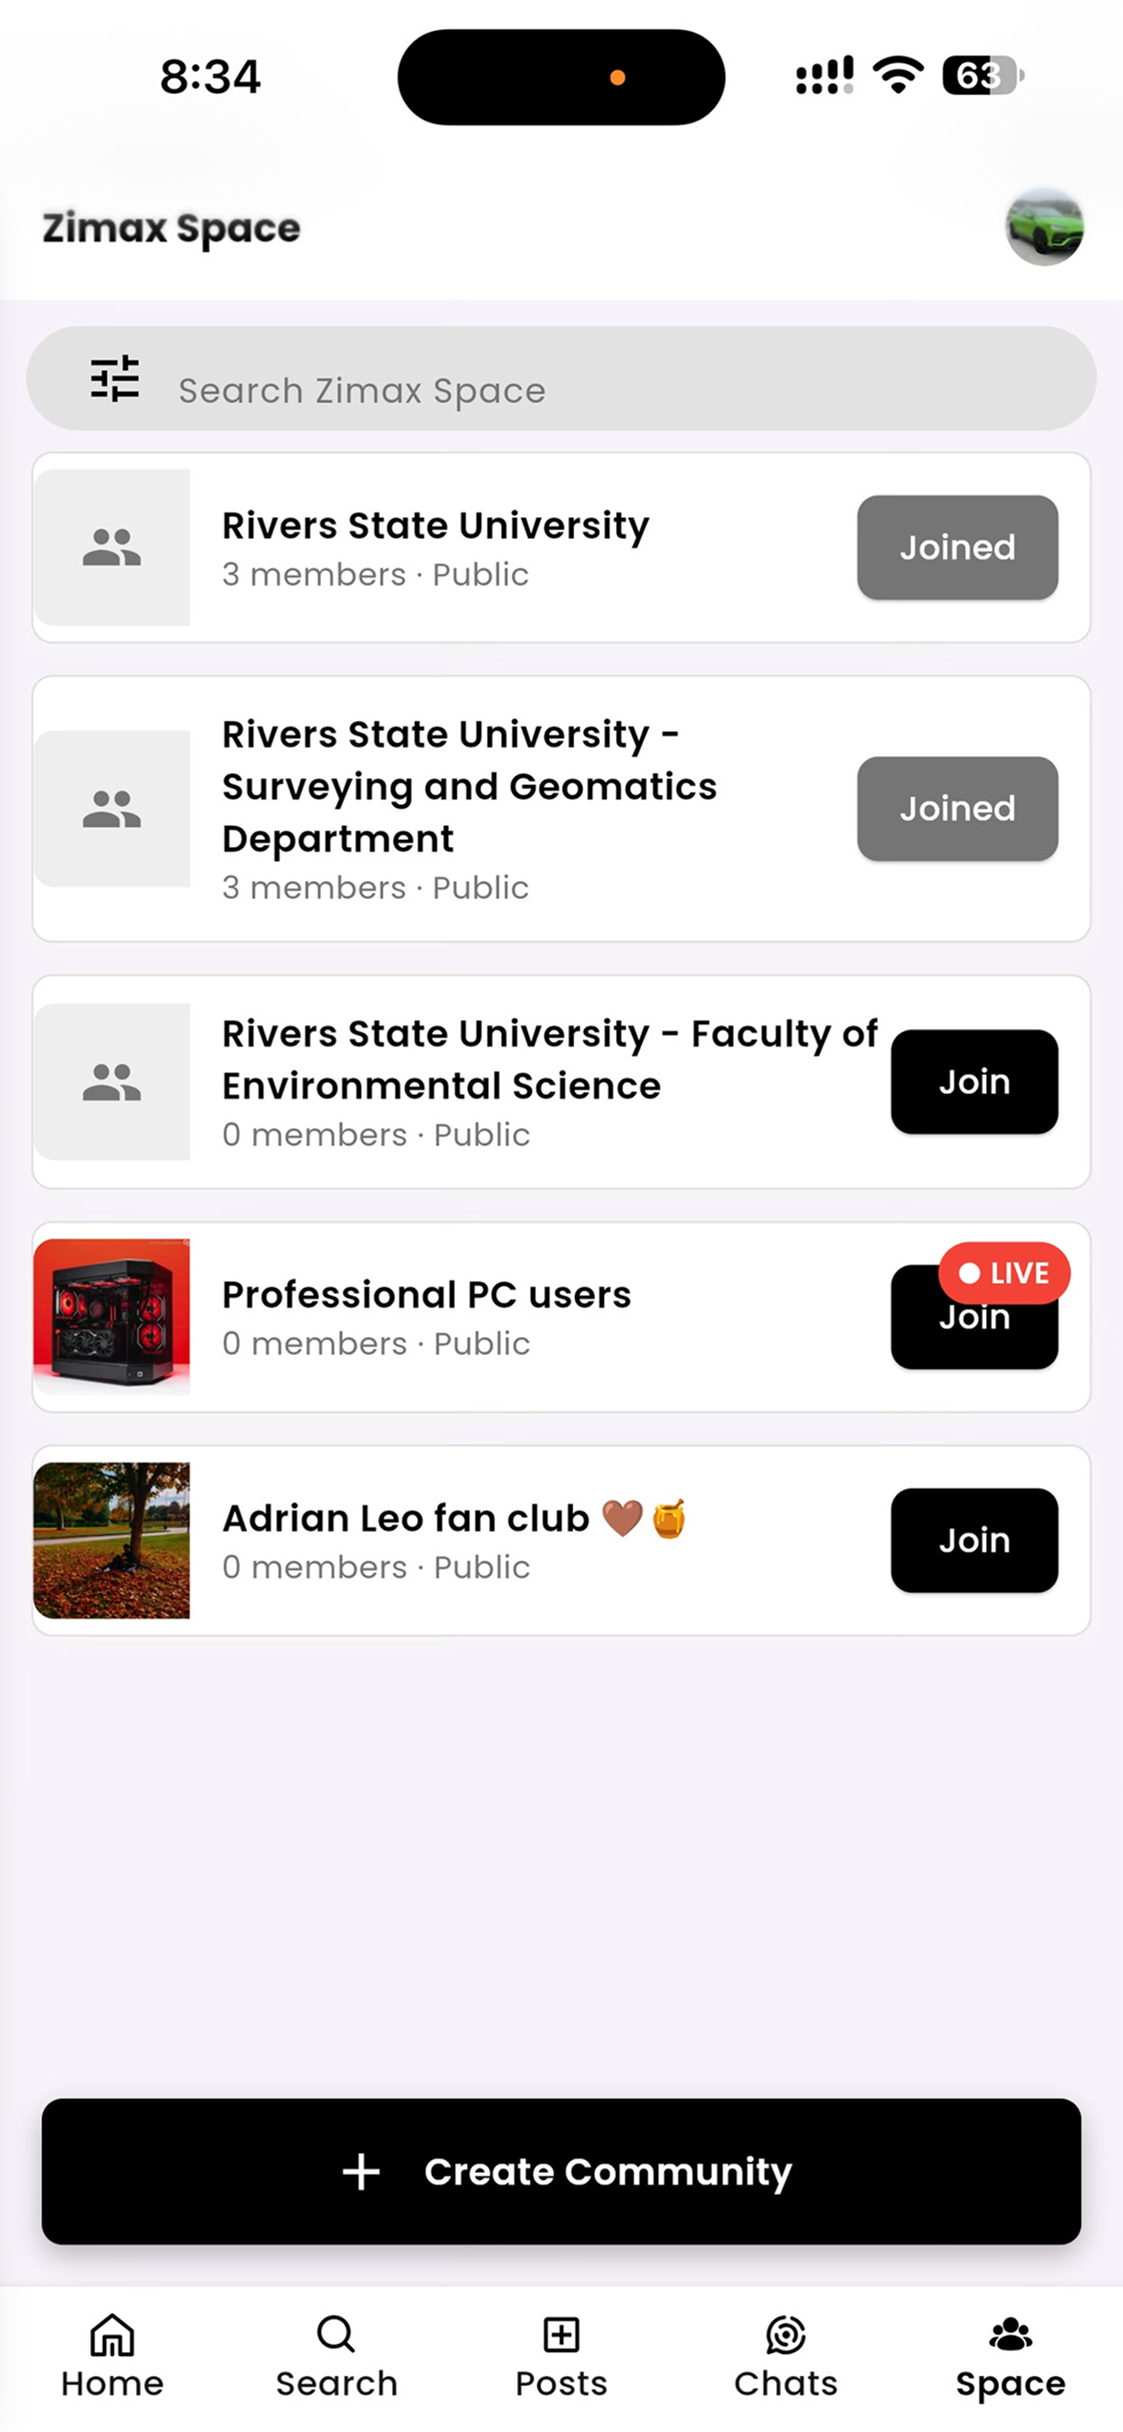 8:34
63
Zimax Space
Search Zimax Space
Rivers State University
3 members · Public
Joined
Rivers State University -
Surveying and Geomatics
Department
3 members · Public
Joined
Rivers State University - Faculty of
Environmental Science
0 members · Public
Join
Professional PC users
0 members · Public
LIVE
Join
Adrian Leo fan club 🤎🍯
0 members · Public
Join
Create Community
Home
Search
Posts
Chats
Space